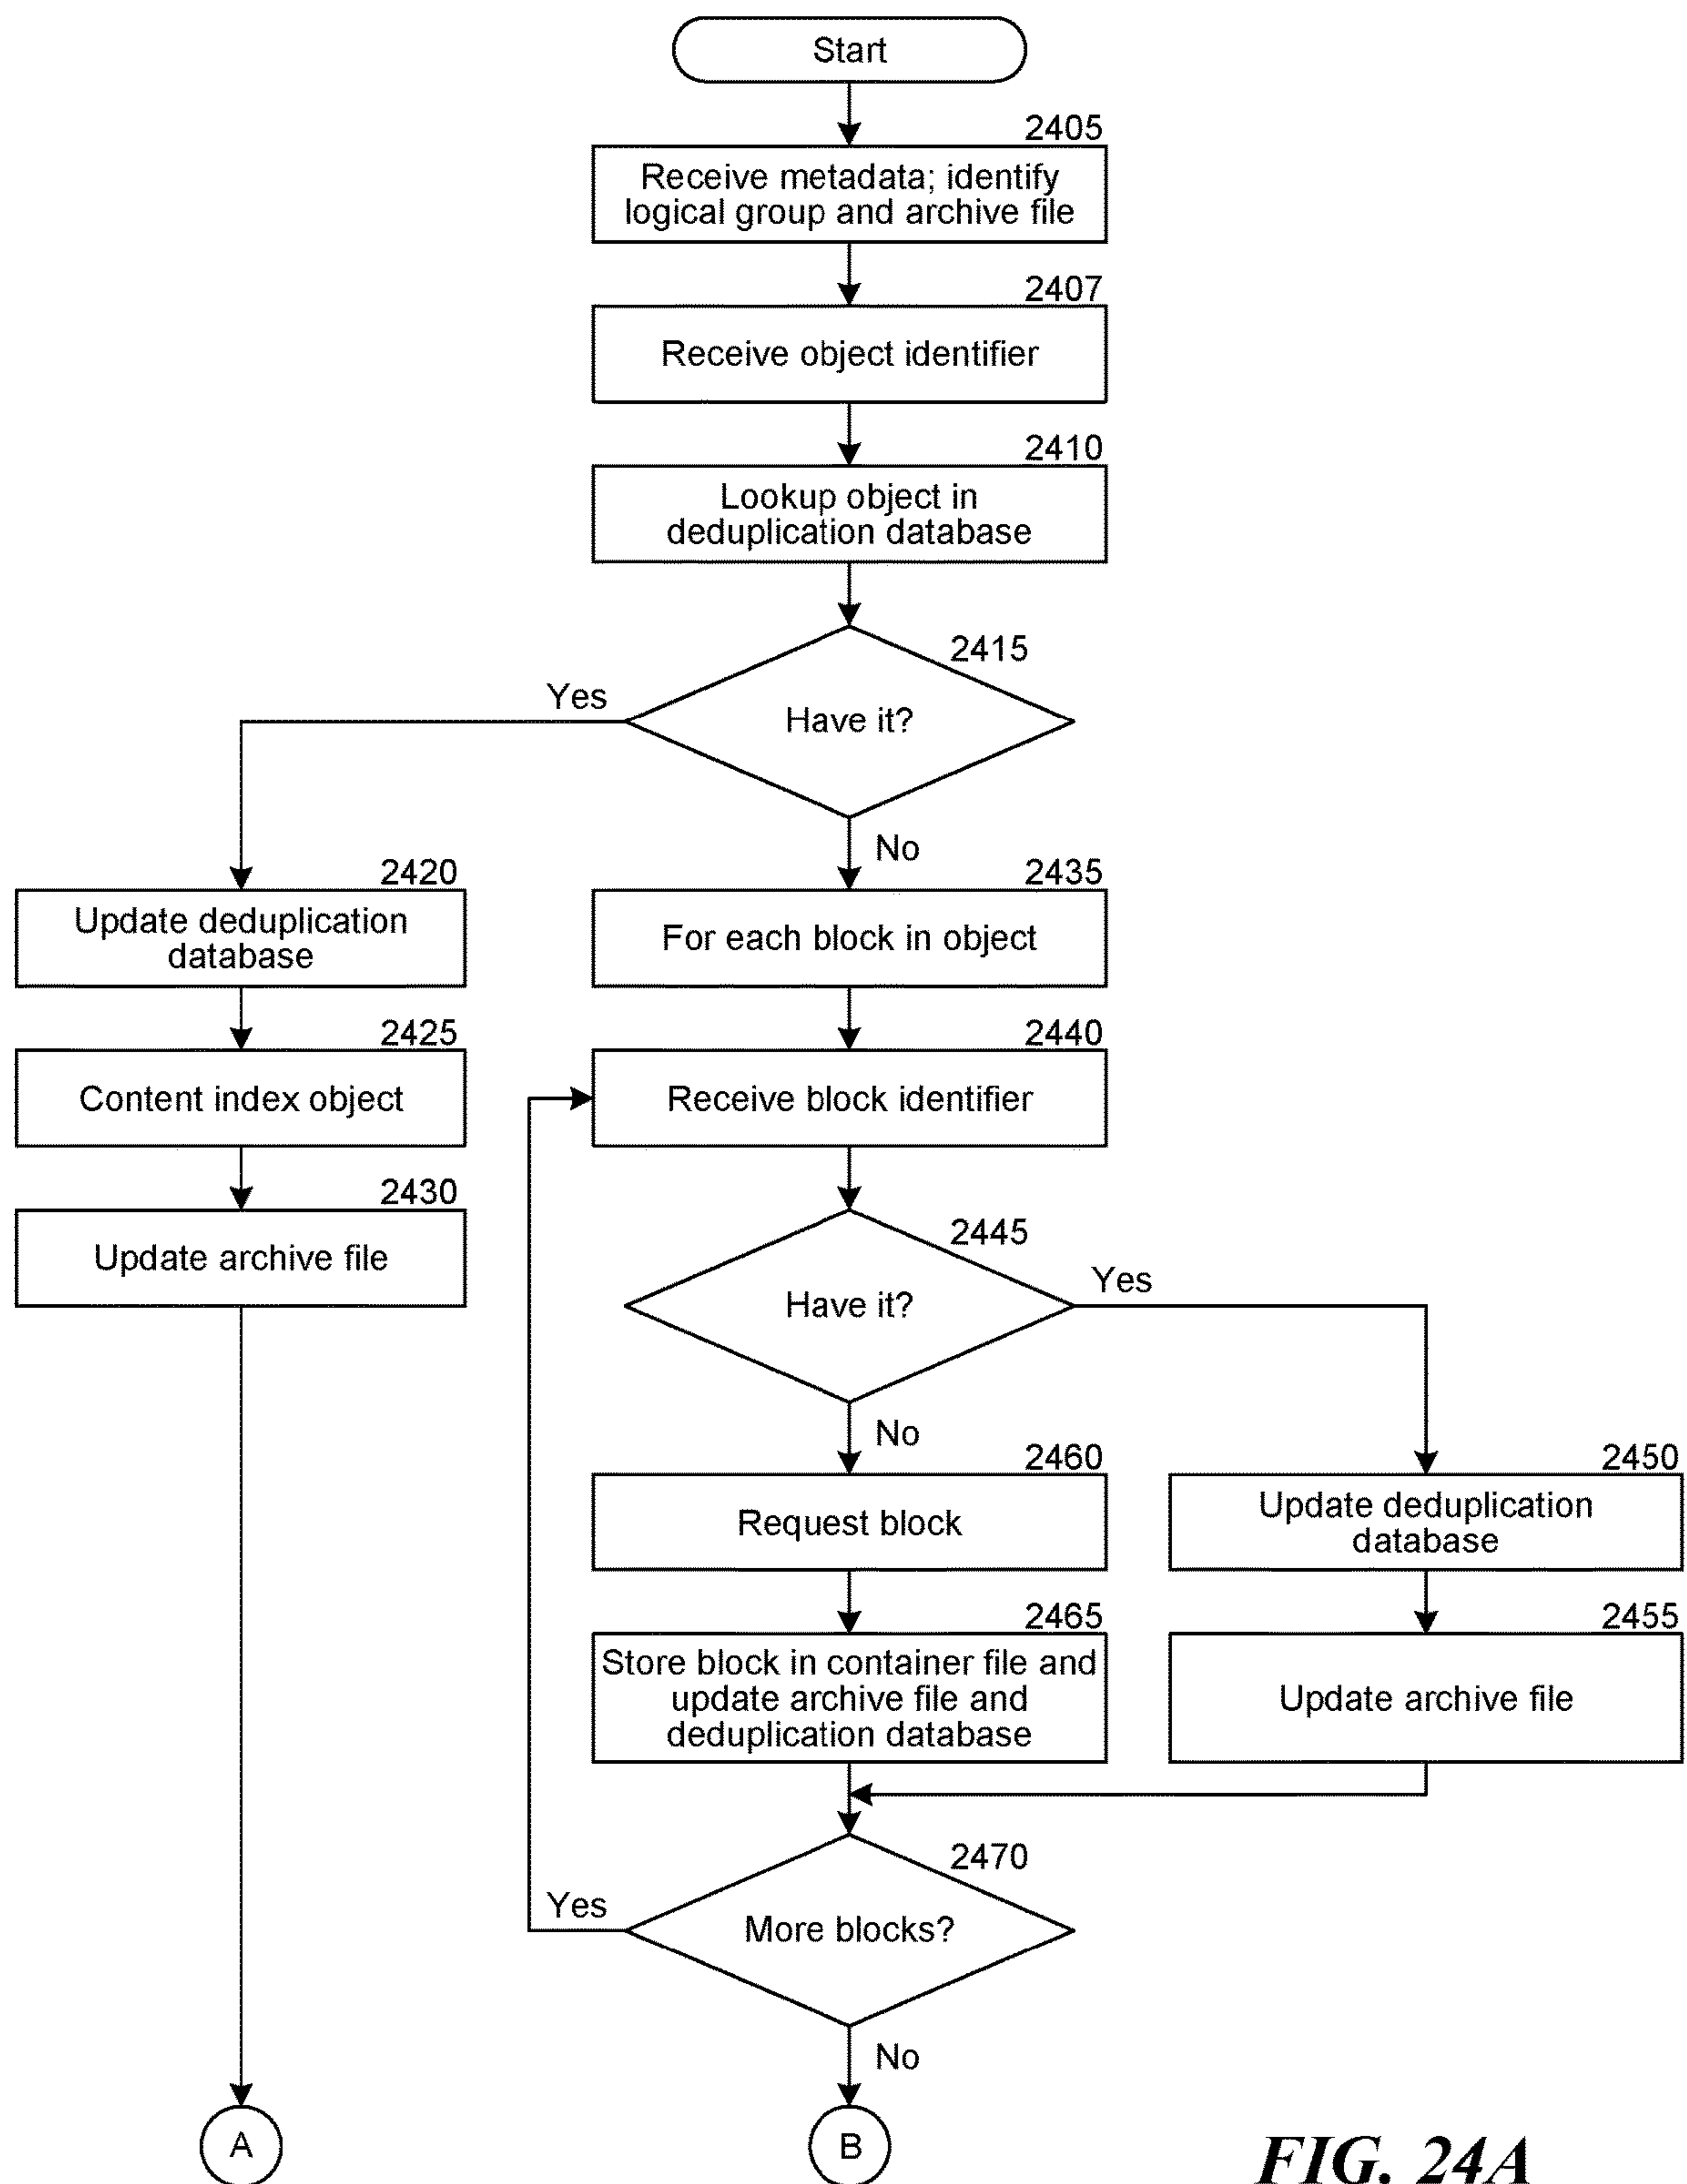 Start
2405
Receive metadata; identify
logical group and archive file
2407
Receive object identifier
2410
Lookup object in
deduplication database
2415
Have it?
Yes
No
2420
Update deduplication
database
2435
For each block in object
2425
Content index object
2440
Receive block identifier
2430
Update archive file
2445
Have it?
Yes
No
2460
Request block
2450
Update deduplication
database
2465
Store block in container file and
update archive file and
deduplication database
2455
Update archive file
2470
More blocks?
Yes
No
A
B
FIG. 24A